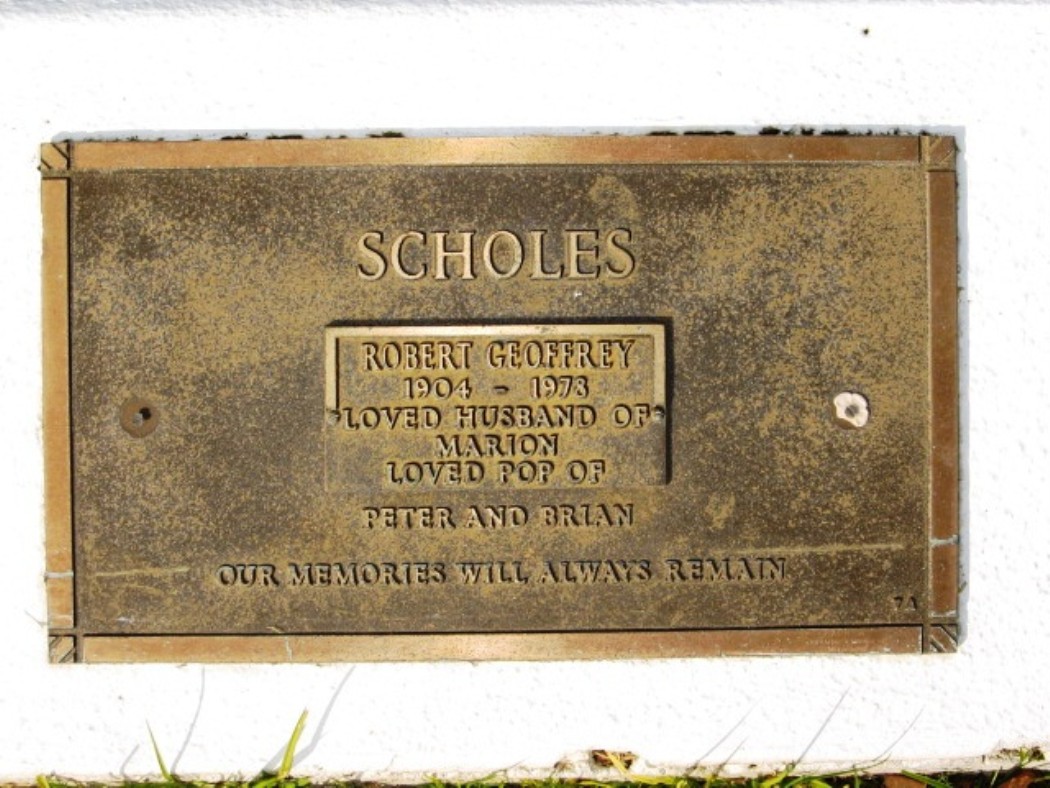 SCHOLES
ROBERT GEOFFREY
1904 - 1978
LOVED HUSBAND OF
MARION
LOVED POP OF
PETER AND BRIAN
OUR MEMORIES WILL ALWAYS REMAIN
7A